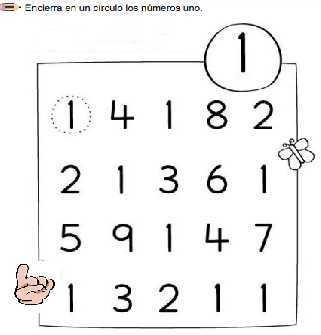 Encierra en un círculo los números uno.
1
1 4 1 8 2
2 1 3 6 1
5 9 1 4 7
1 3 2 1 1